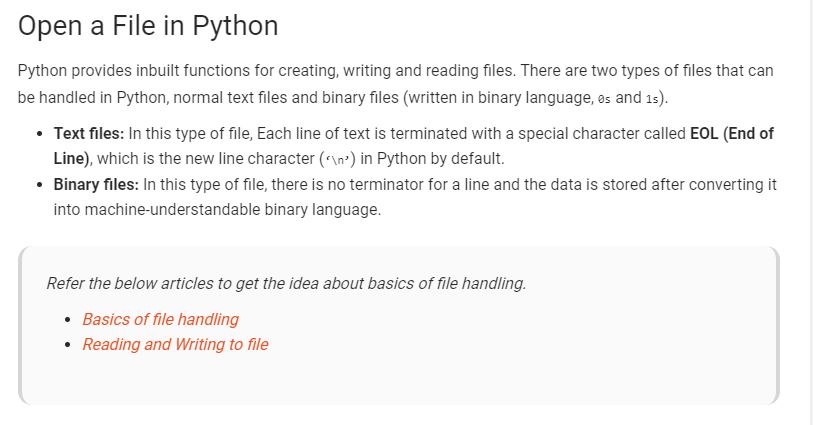 Open a File in Python
Python provides inbuilt functions for creating, writing and reading files. There are two types of files that can
be handled in Python, normal text files and binary files (written in binary language, 0s and 1s).
• Text files: In this type of file, Each line of text is terminated with a special character called EOL (End of
Line), which is the new line character (‘\n’) in Python by default.
• Binary files: In this type of file, there is no terminator for a line and the data is stored after converting it
into machine-understandable binary language.
Refer the below articles to get the idea about basics of file handling.
• Basics of file handling
• Reading and Writing to file